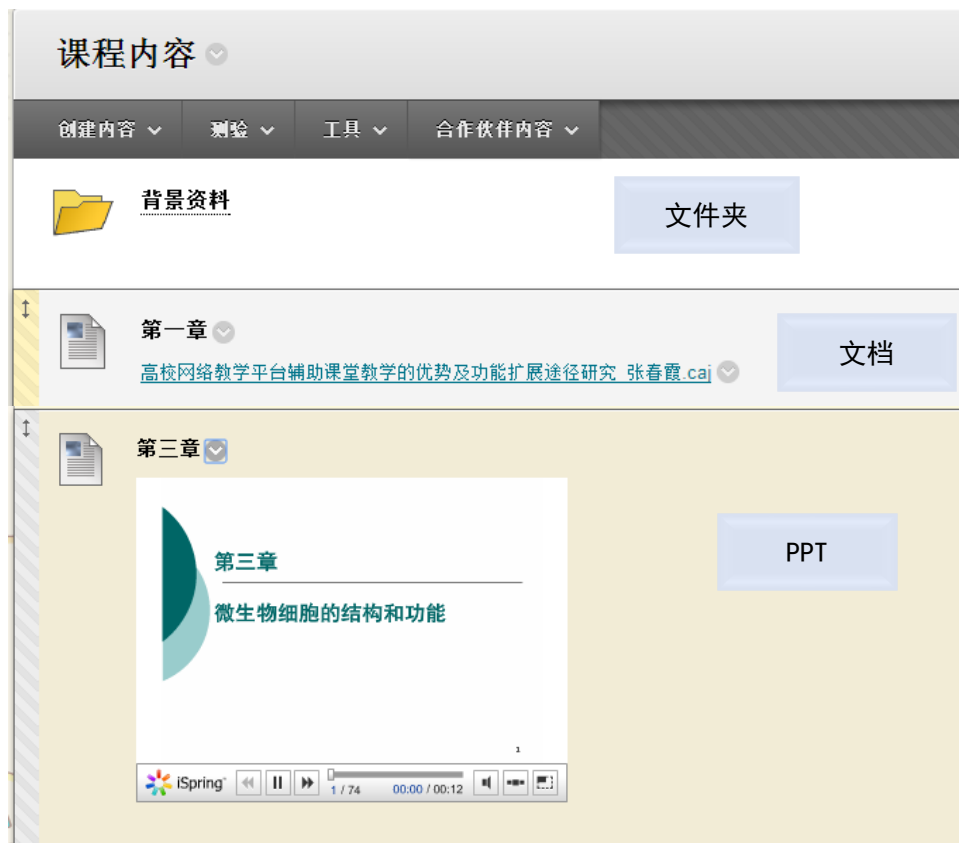 课程内容
创建内容 测验 工具 合作伙伴内容
背景资料
文件夹
第一章
高校网络教学平台辅助课堂教学的优势及功能扩展途径研究_张春霞.caj
文档
第三章
第三章
微生物细胞的结构和功能
PPT
1
iSpring 1 / 74 00:00 / 00:12